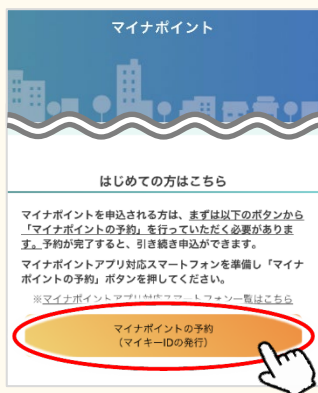 マイナポイント
はじめての方はこちら
マイナポイントを申込される方は、まずは以下のボタンから
「マイナポイントの予約」を行っていただく必要がありま
す。予約が完了すると、引き続き申込ができます。
マイナポイントアプリ対応スマートフォンを準備し「マイナ
ポイントの予約」ボタンを押してください。
※マイナポイントアプリ対応スマートフォン一覧はこちら
マイナポイントの予約
（マイキーIDの発行）